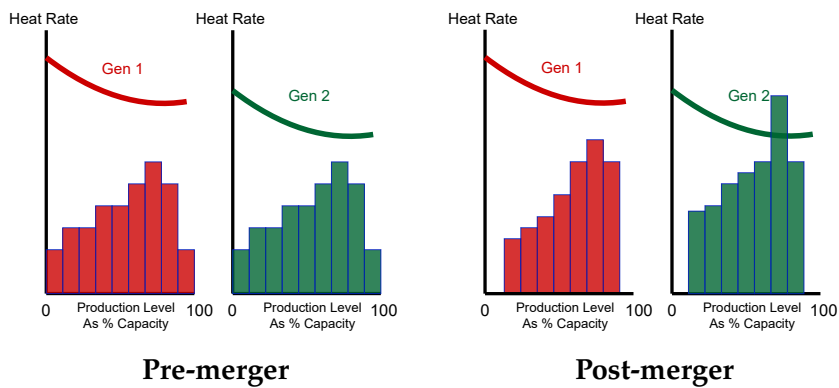 Heat Rate
Gen 1
0
Production Level
As % Capacity
100
Heat Rate
Gen 2
0
Production Level
As % Capacity
100
Pre-merger
Heat Rate
Gen 1
0
Production Level
As % Capacity
100
Heat Rate
Gen 2
0
Production Level
As % Capacity
100
Post-merger